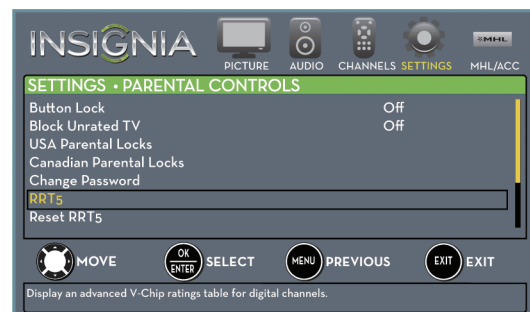 INSIGNIA
PICTURE AUDIO CHANNELS SETTINGS MHL MHL/ACC
SETTINGS • PARENTAL CONTROLS
Button Lock Off
Block Unrated TV Off
USA Parental Locks
Canadian Parental Locks
Change Password
RRT5
Reset RRT5
MOVE OK ENTER SELECT MENU PREVIOUS EXIT EXIT
Display an advanced V-Chip ratings table for digital channels.